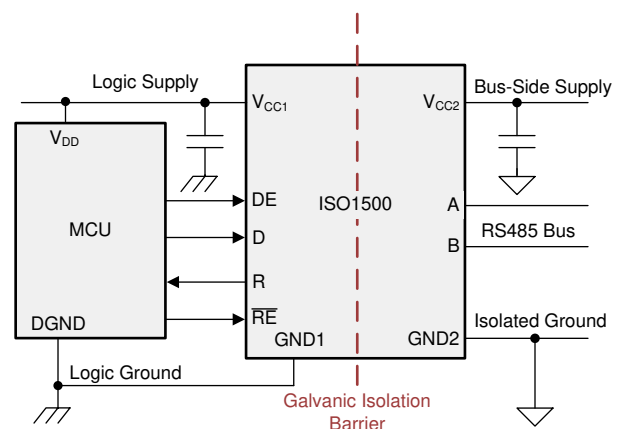 Logic Supply
Bus-Side Supply
VCC1
VCC2
VDD
MCU
DE
ISO1500
A
D
RS485 Bus
B
R
RE
DGND
GND1
GND2
Isolated Ground
Logic Ground
Galvanic Isolation
Barrier